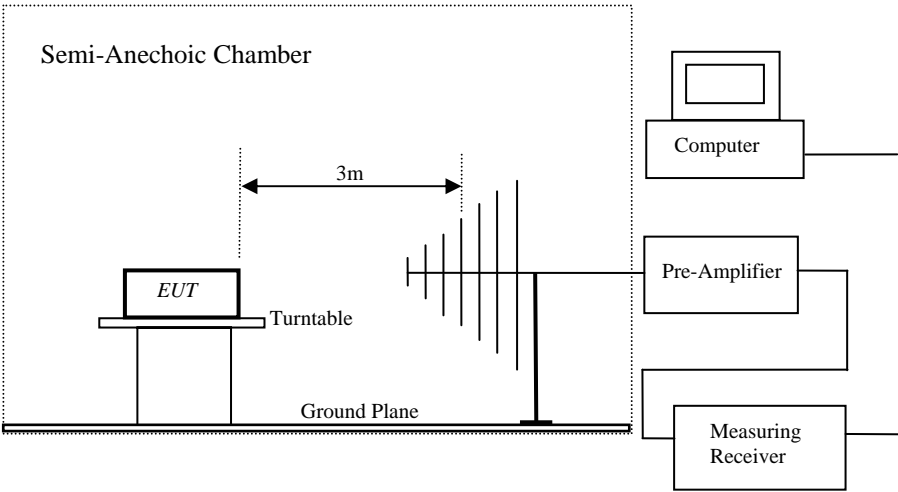 Semi-Anechoic Chamber
Computer
3m
Pre-Amplifier
EUT
Turntable
Ground Plane
Measuring
Receiver